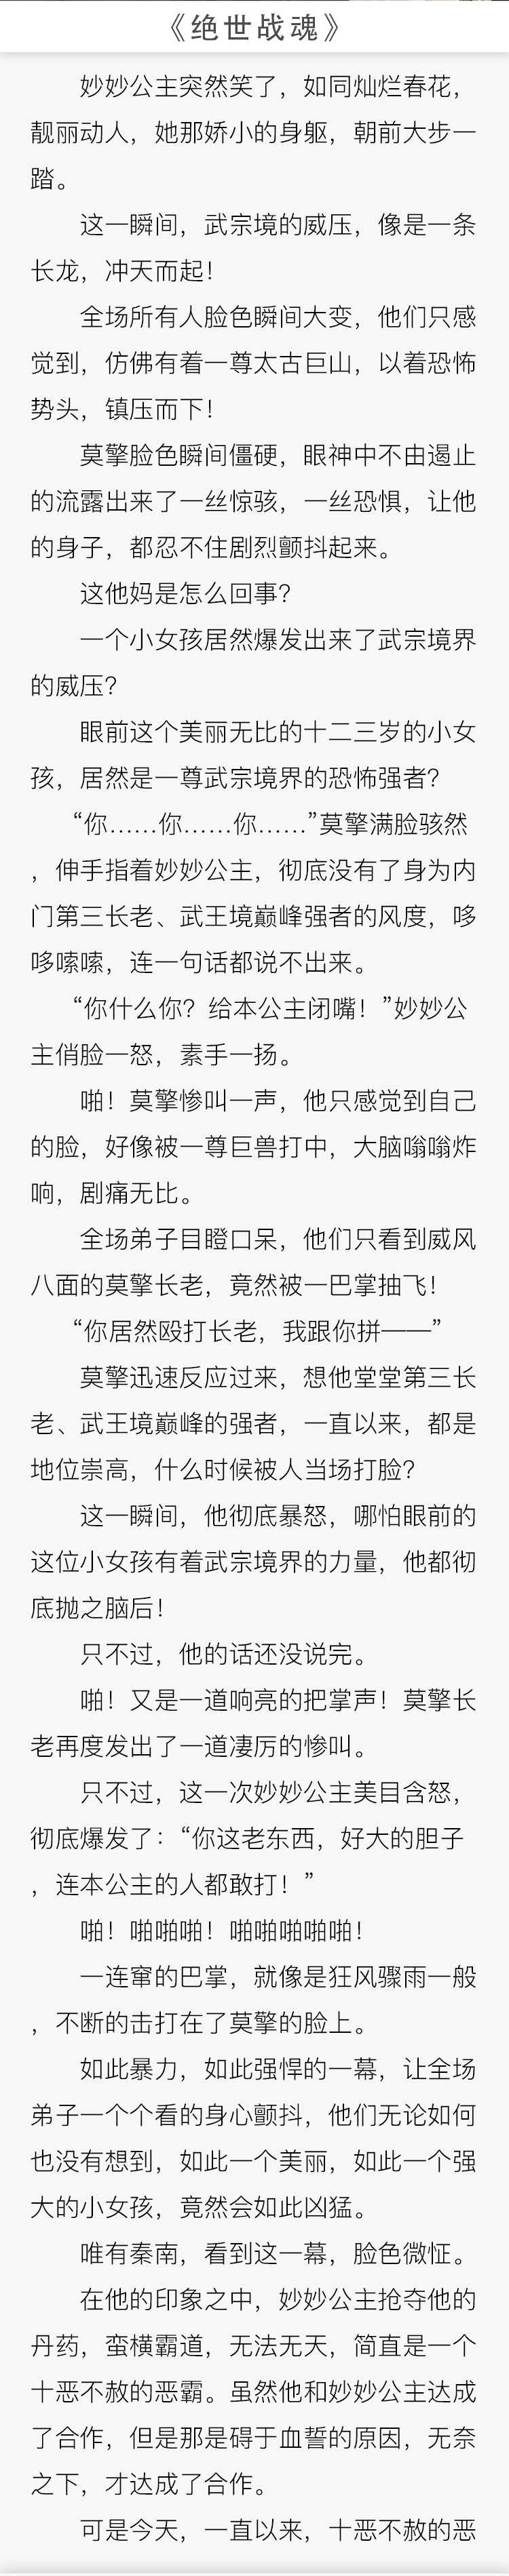 《绝世战魂》
妙妙公主突然笑了，如同灿烂春花，
靓丽动人，她那娇小的身躯，朝前大步一
踏。
这一瞬间，武宗境的威压，像是一条
长龙，冲天而起！
全场所有人脸色瞬间大变，他们只感
觉到，仿佛有着一尊太古巨山，以着恐怖
势头，镇压而下！
莫擎脸色瞬间僵硬，眼神中不由遏止
的流露出来了一丝惊骇，一丝恐惧，让他
的身子，都忍不住剧烈颤抖起来。
这他妈是怎么回事？
一个小女孩居然爆发出来了武宗境界
的威压？
眼前这个美丽无比的十二三岁的小女
孩，居然是一尊武宗境界的恐怖强者？
“你……你……你……”莫擎满脸骇然
，伸手指着妙妙公主，彻底没有了身为内
门第三长老、武王境巅峰强者的风度，哆
哆嗦嗦，连一句话都说不出来。
“你什么你？给本公主闭嘴！”妙妙公
主俏脸一怒，素手一扬。
啪！莫擎惨叫一声，他只感觉到自己
的脸，好像被一尊巨兽打中，大脑嗡嗡炸
响，剧痛无比。
全场弟子目瞪口呆，他们只看到威风
八面的莫擎长老，竟然被一巴掌抽飞！
“你居然殴打长老，我跟你拼——”
莫擎迅速反应过来，想他堂堂第三长
老、武王境巅峰的强者，一直以来，都是
地位崇高，什么时候被人当场打脸？
这一瞬间，他彻底暴怒，哪怕眼前的
这位小女孩有着武宗境界的力量，他都彻
底抛之脑后！
只不过，他的话还没说完。
啪！又是一道响亮的把掌声！莫擎长
老再度发出了一道凄厉的惨叫。
只不过，这一次妙妙公主美目含怒，
彻底爆发了：“你这老东西，好大的胆子
，连本公主的人都敢打！”
啪！啪啪啪！啪啪啪啪啪！
一连窜的巴掌，就像是狂风骤雨一般
，不断的击打在了莫擎的脸上。
如此暴力，如此强悍的一幕，让全场
弟子一个个看的身心颤抖，他们无论如何
也没有想到，如此一个美丽，如此一个强
大的小女孩，竟然会如此凶猛。
唯有秦南，看到这一幕，脸色微怔。
在他的印象之中，妙妙公主抢夺他的
丹药，蛮横霸道，无法无天，简直是一个
十恶不赦的恶霸。虽然他和妙妙公主达成
了合作，但是那是碍于血誓的原因，无奈
之下，才达成了合作。
可是今天，一直以来，十恶不赦的恶